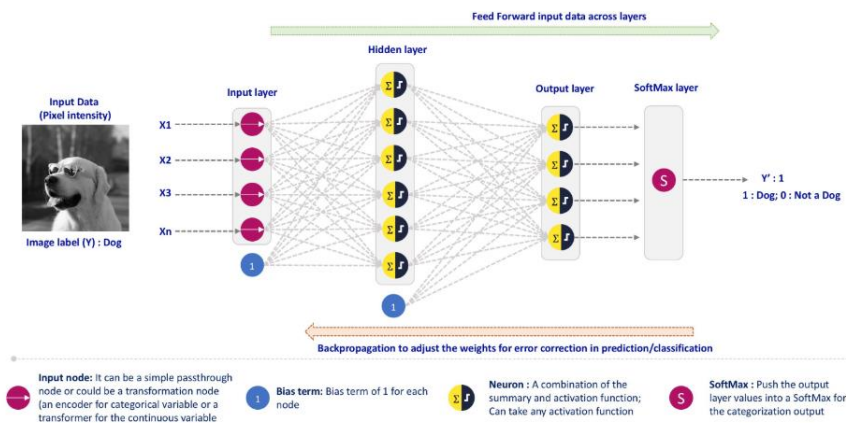 Feed Forward input data across layers
Hidden layer
Input layer
Output layer
SoftMax layer
Input Data
(Pixel intensity)
X1
X2
X3
Xn
Image label (Y) : Dog
1
Σ
Σ
Σ
Σ
Σ
Σ
1
Σ
Σ
Σ
Σ
S
Y' : 1
1 : Dog; 0 : Not a Dog
Backpropagation to adjust the weights for error correction in prediction/classification
Input node: It can be a simple passthrough
node or could be a transformation node
(an encoder for categorical variable or a
transformer for the continuous variable
1
Bias term: Bias term of 1 for each
node
Σ
Neuron : A combination of the
summary and activation function;
Can take any activation function
S
SoftMax : Push the output
layer values into a SoftMax for
the categorization output